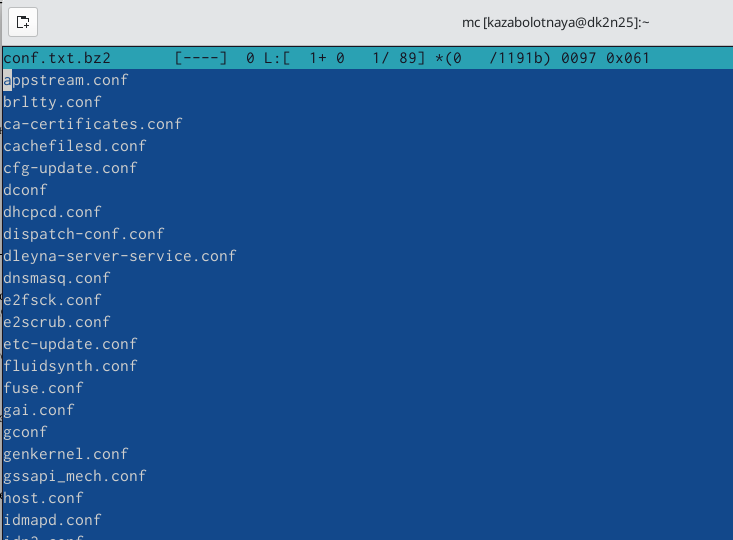 mc [kazabolotnaya@dk2n25]:~
conf.txt.bz2 [----] 0 L:[ 1+ 0 1/ 89] *(0 /1191b) 0097 0x061
appstream.conf
brltty.conf
ca-certificates.conf
cachefilesd.conf
cfg-update.conf
dconf
dhcpcd.conf
dispatch-conf.conf
dleyna-server-service.conf
dnsmasq.conf
e2fsck.conf
e2scrub.conf
etc-update.conf
fluidsynth.conf
fuse.conf
gai.conf
gconf
genkernel.conf
gssapi_mech.conf
host.conf
idmapd.conf